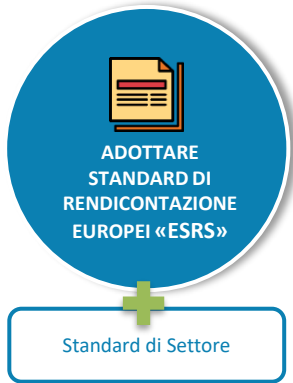 ADOTTARE
STANDARD DI
RENDICONTAZIONE
EUROPEI «ESRS»
Standard di Settore